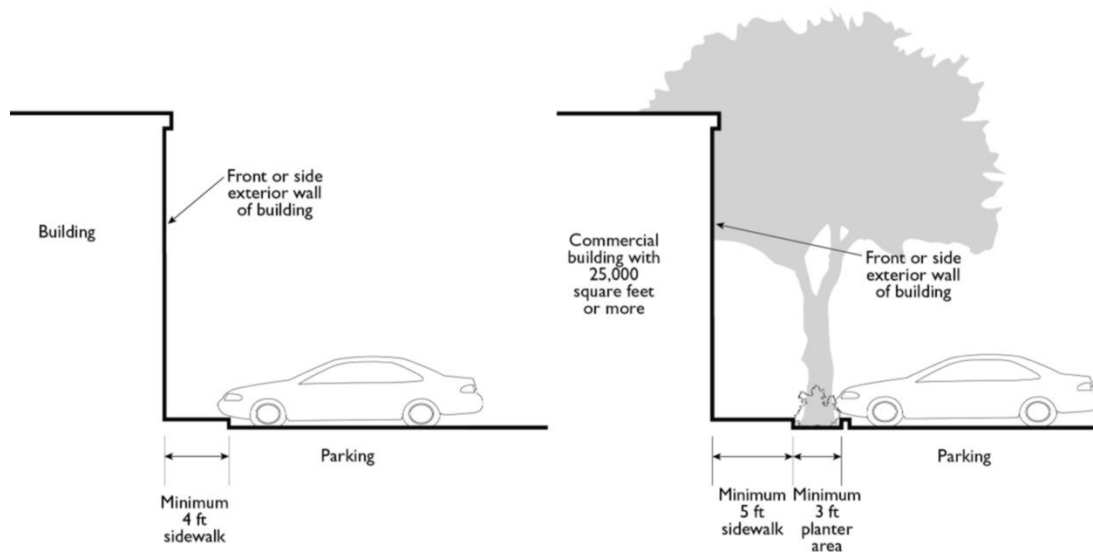 Front or side
exterior wall
of building
Building
Parking
Minimum
4 ft
sidewalk
Commercial
building with
25,000
square feet
or more
Front or side
exterior wall
of building
Parking
Minimum
5 ft
sidewalk
Minimum
3 ft
planter
area